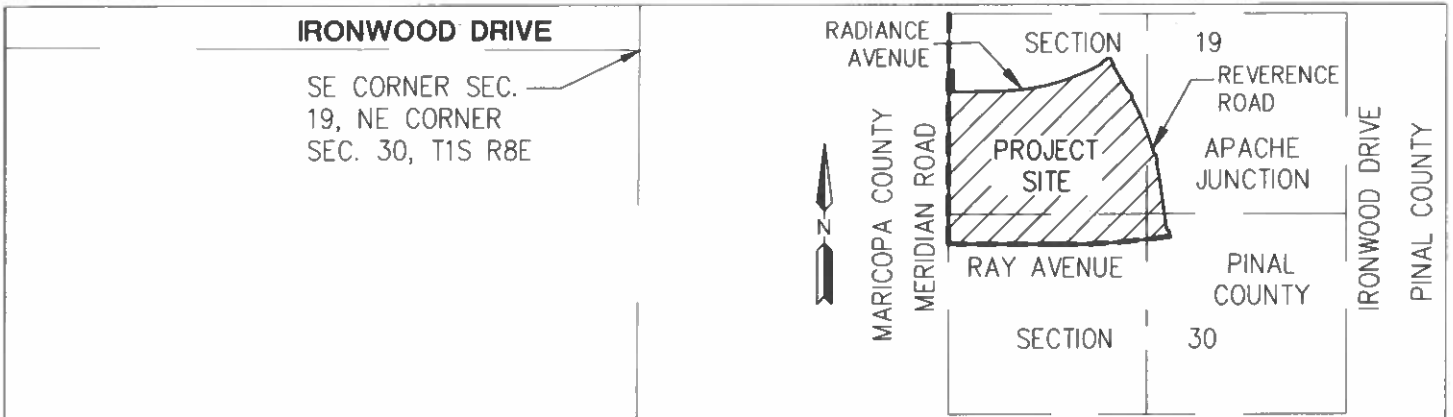 IRONWOOD DRIVE
SE CORNER SEC.
19, NE CORNER
SEC. 30, T1S R8E
N
MARICOPA COUNTY
MERIDIAN ROAD
RADIANCE
AVENUE
SECTION 19
REVERENCE
ROAD
PROJECT
SITE
APACHE
JUNCTION
RAY AVENUE
PINAL
COUNTY
SECTION 30
IRONWOOD DRIVE
PINAL COUNTY